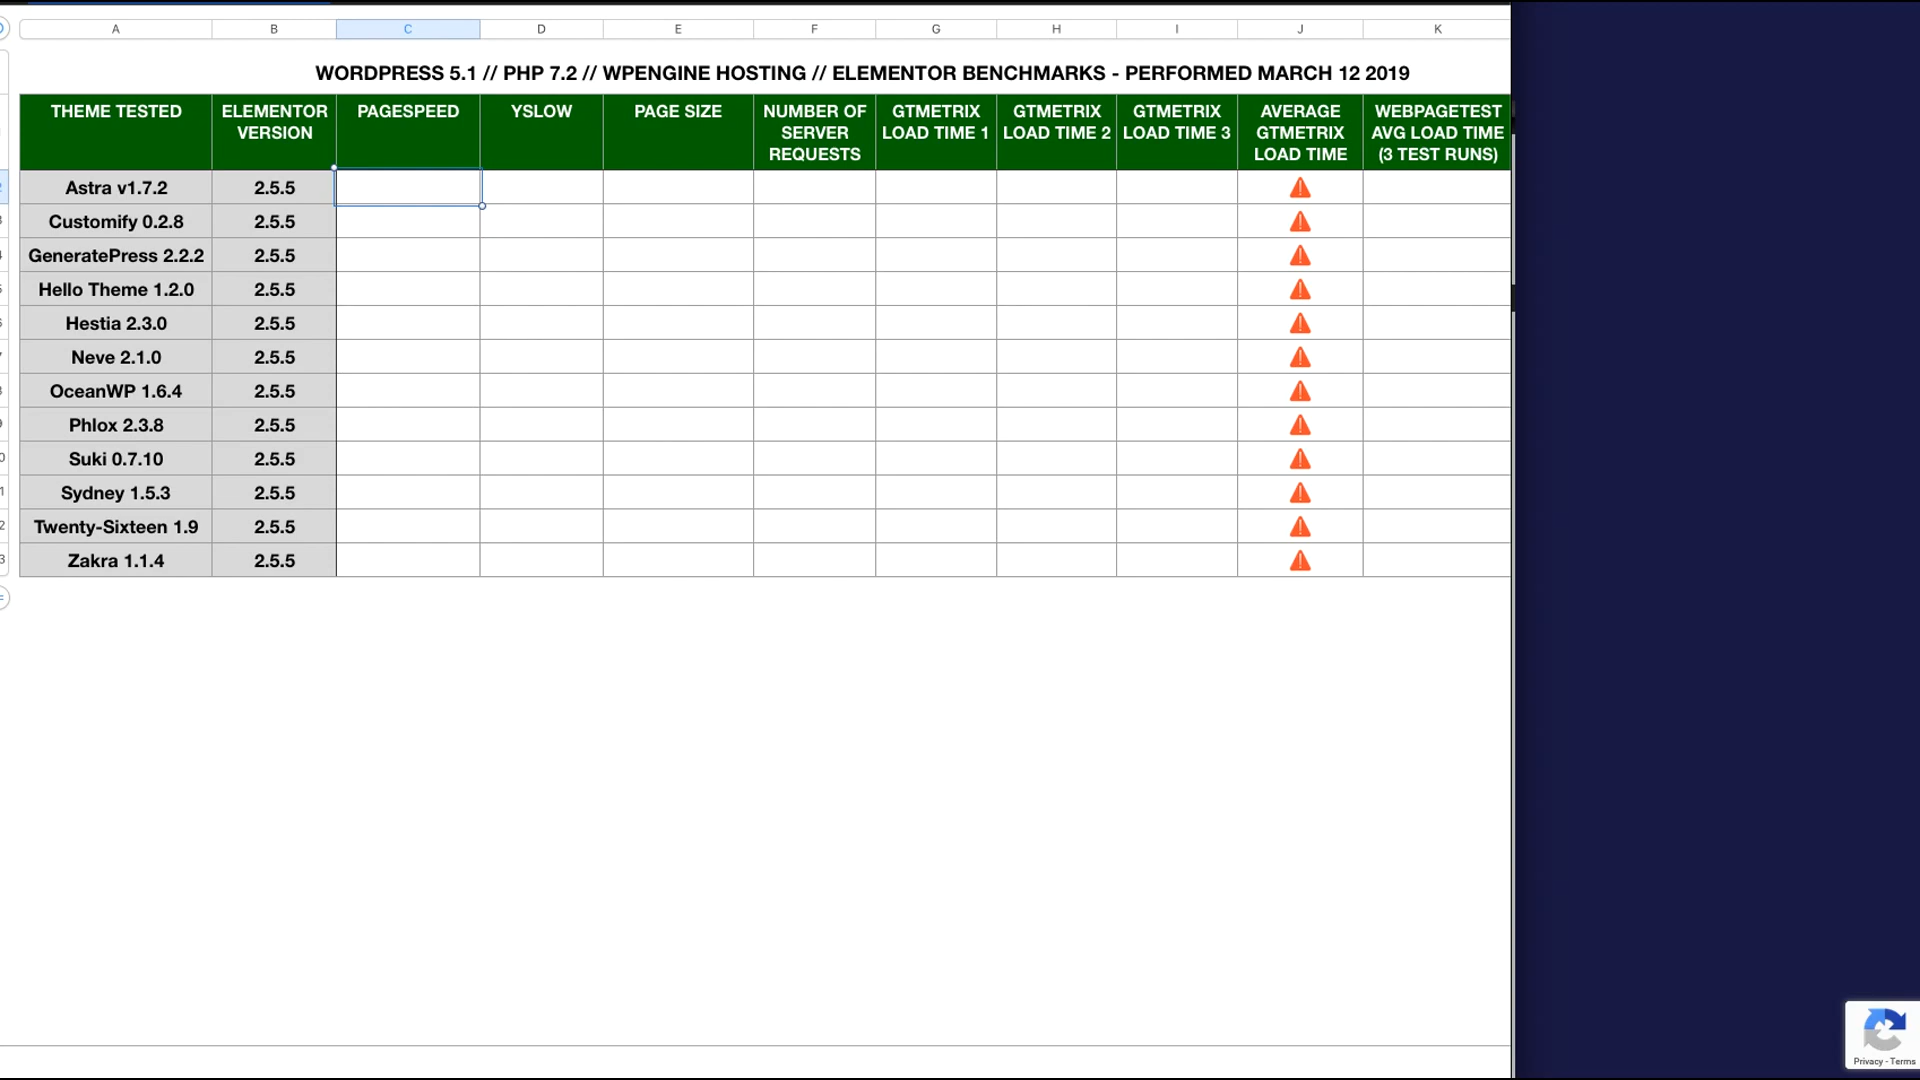 A B C D E F G H I J K
WORDPRESS 5.1 // PHP 7.2 // WPENGINE HOSTING // ELEMENTOR BENCHMARKS - PERFORMED MARCH 12 2019
THEME TESTED
ELEMENTOR
VERSION
PAGESPEED
YSLOW
PAGE SIZE
NUMBER OF
SERVER
REQUESTS
GTMETRIX
LOAD TIME 1
GTMETRIX
LOAD TIME 2
GTMETRIX
LOAD TIME 3
AVERAGE
GTMETRIX
LOAD TIME
WEBPAGETEST
AVG LOAD TIME
(3 TEST RUNS)
Astra v1.7.2 2.5.5
Customify 0.2.8 2.5.5
GeneratePress 2.2.2 2.5.5
Hello Theme 1.2.0 2.5.5
Hestia 2.3.0 2.5.5
Neve 2.1.0 2.5.5
OceanWP 1.6.4 2.5.5
Phlox 2.3.8 2.5.5
Suki 0.7.10 2.5.5
Sydney 1.5.3 2.5.5
Twenty-Sixteen 1.9 2.5.5
Zakra 1.1.4 2.5.5
Privacy - Terms